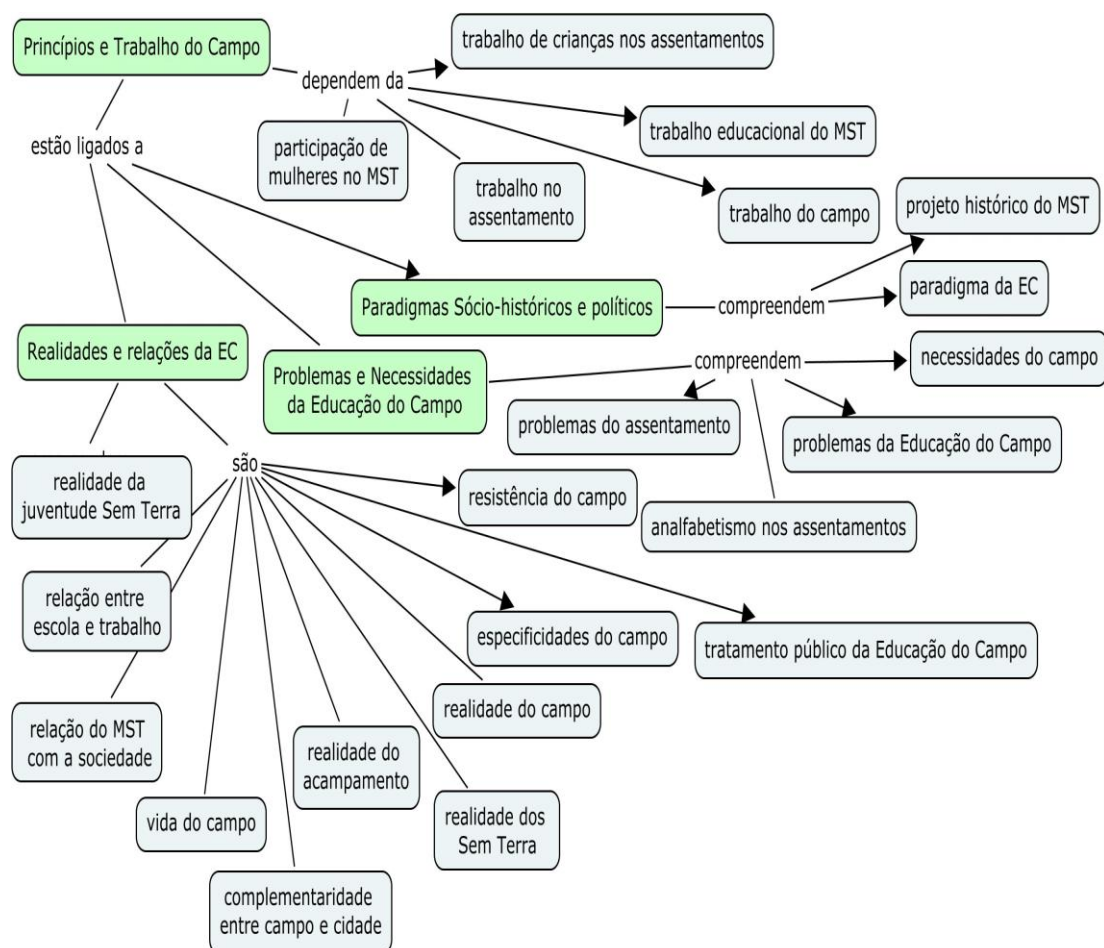 Princípios e Trabalho do Campo
trabalho de crianças nos assentamentos
dependem da
estão ligados a
participação de
mulheres no MST
trabalho no
assentamento
trabalho educacional do MST
trabalho do campo
projeto histórico do MST
Paradigmas Sócio-históricos e políticos
compreendem
paradigma da EC
Realidades e relações da EC
Problemas e Necessidades
da Educação do Campo
compreendem
necessidades do campo
problemas do assentamento
problemas da Educação do Campo
analfabetismo nos assentamentos
realidade da
juventude Sem Terra
são
resistência do campo
relação entre
escola e trabalho
especificidades do campo
tratamento público da Educação do Campo
relação do MST
com a sociedade
realidade do campo
realidade do
acampamento
vida do campo
realidade dos
Sem Terra
complementaridade
entre campo e cidade